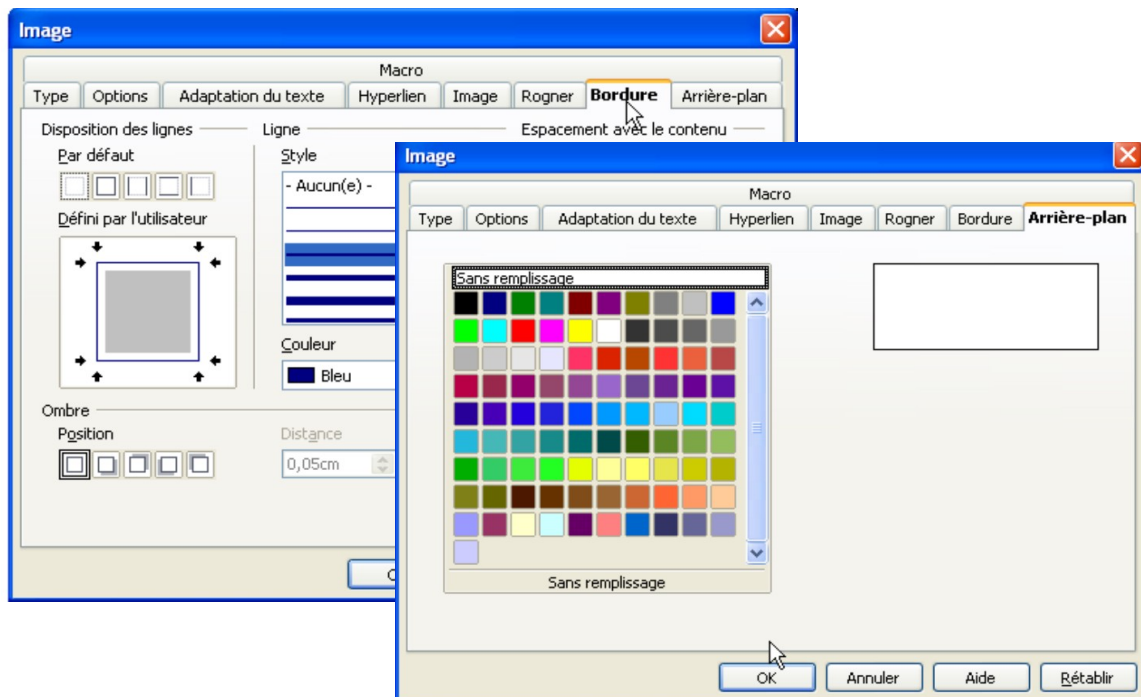 Image
Macro
Type Options Adaptation du texte Hyperlien Image Rogner Bordure Arrière-plan
Disposition des lignes Ligne Espacement avec le contenu
Par défaut Style
- Aucun(e) -
Défini par l'utilisateur
Couleur
Bleu
Ombre
Position Distance
0,05cm
Image
Macro
Type Options Adaptation du texte Hyperlien Image Rogner Bordure Arrière-plan
Sans remplissage
Sans remplissage
OK Annuler Aide Rétablir